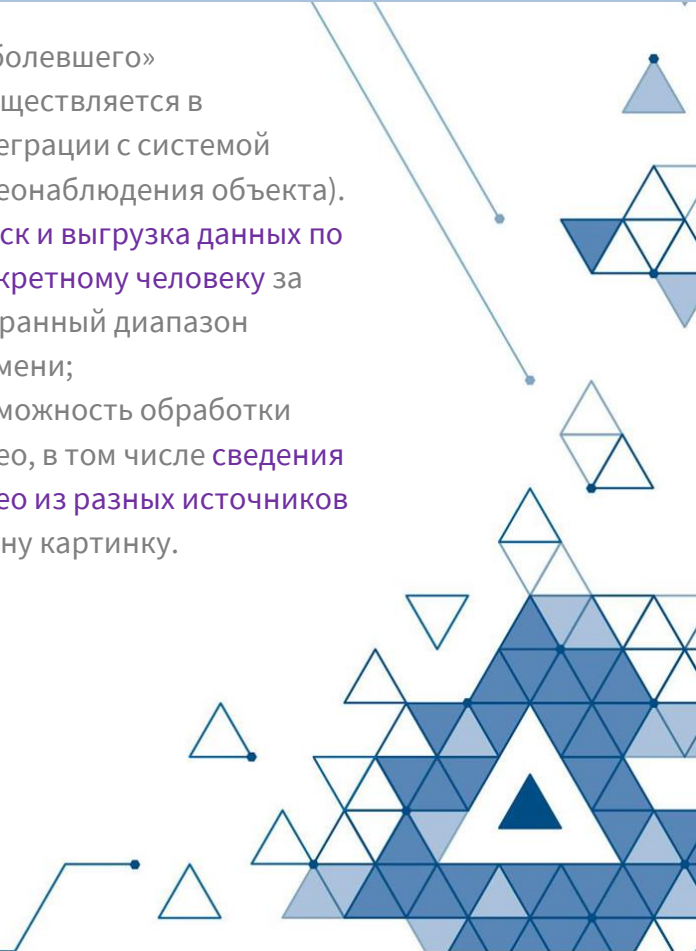 болевшего»
ществляется в
еграции с системой
еонаблюдения объекта).
ск и выгрузка данных по
кретному человеку за
ранный диапазон
мени;
можность обработки
ео, в том числе сведения
ео из разных источников
ну картинку.